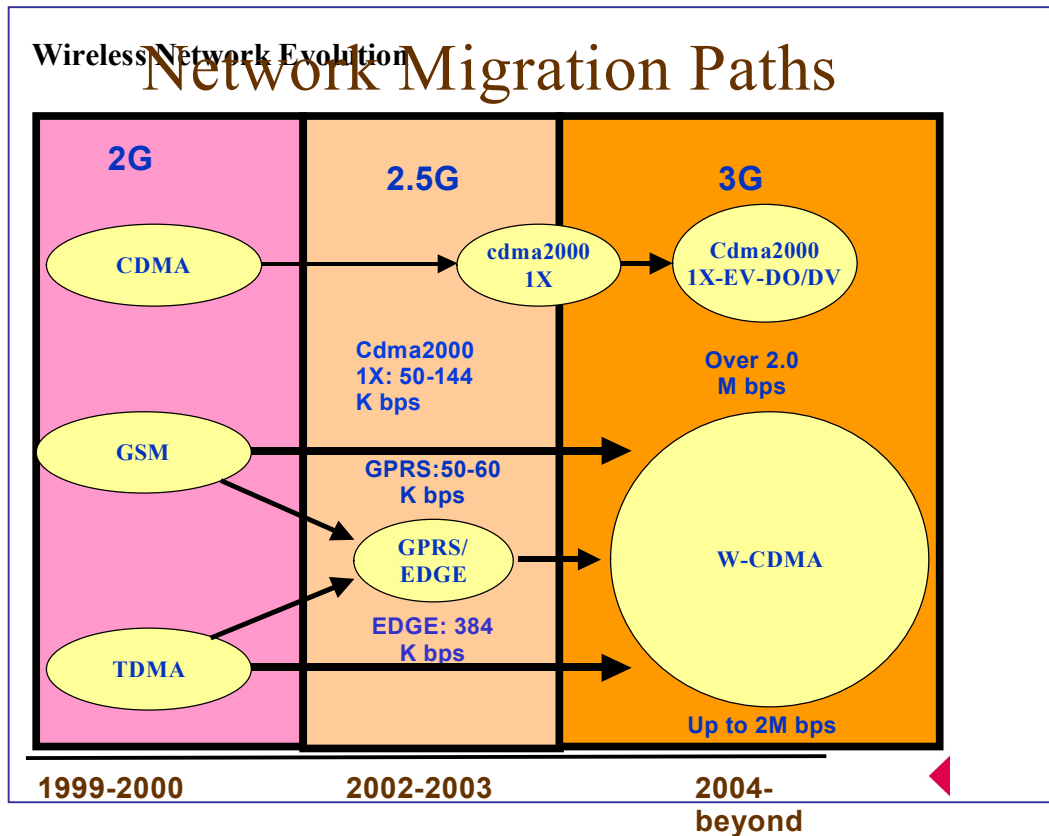 Wireless Network Evolution
Network Migration Paths
2G
2.5G
3G
CDMA
cdma2000
1X
Cdma2000
1X-EV-DO/DV
Cdma2000
1X: 50-144
K bps
Over 2.0
M bps
GSM
GPRS:50-60
K bps
GPRS/
EDGE
W-CDMA
EDGE: 384
K bps
TDMA
Up to 2M bps
1999-2000
2002-2003
2004-
beyond